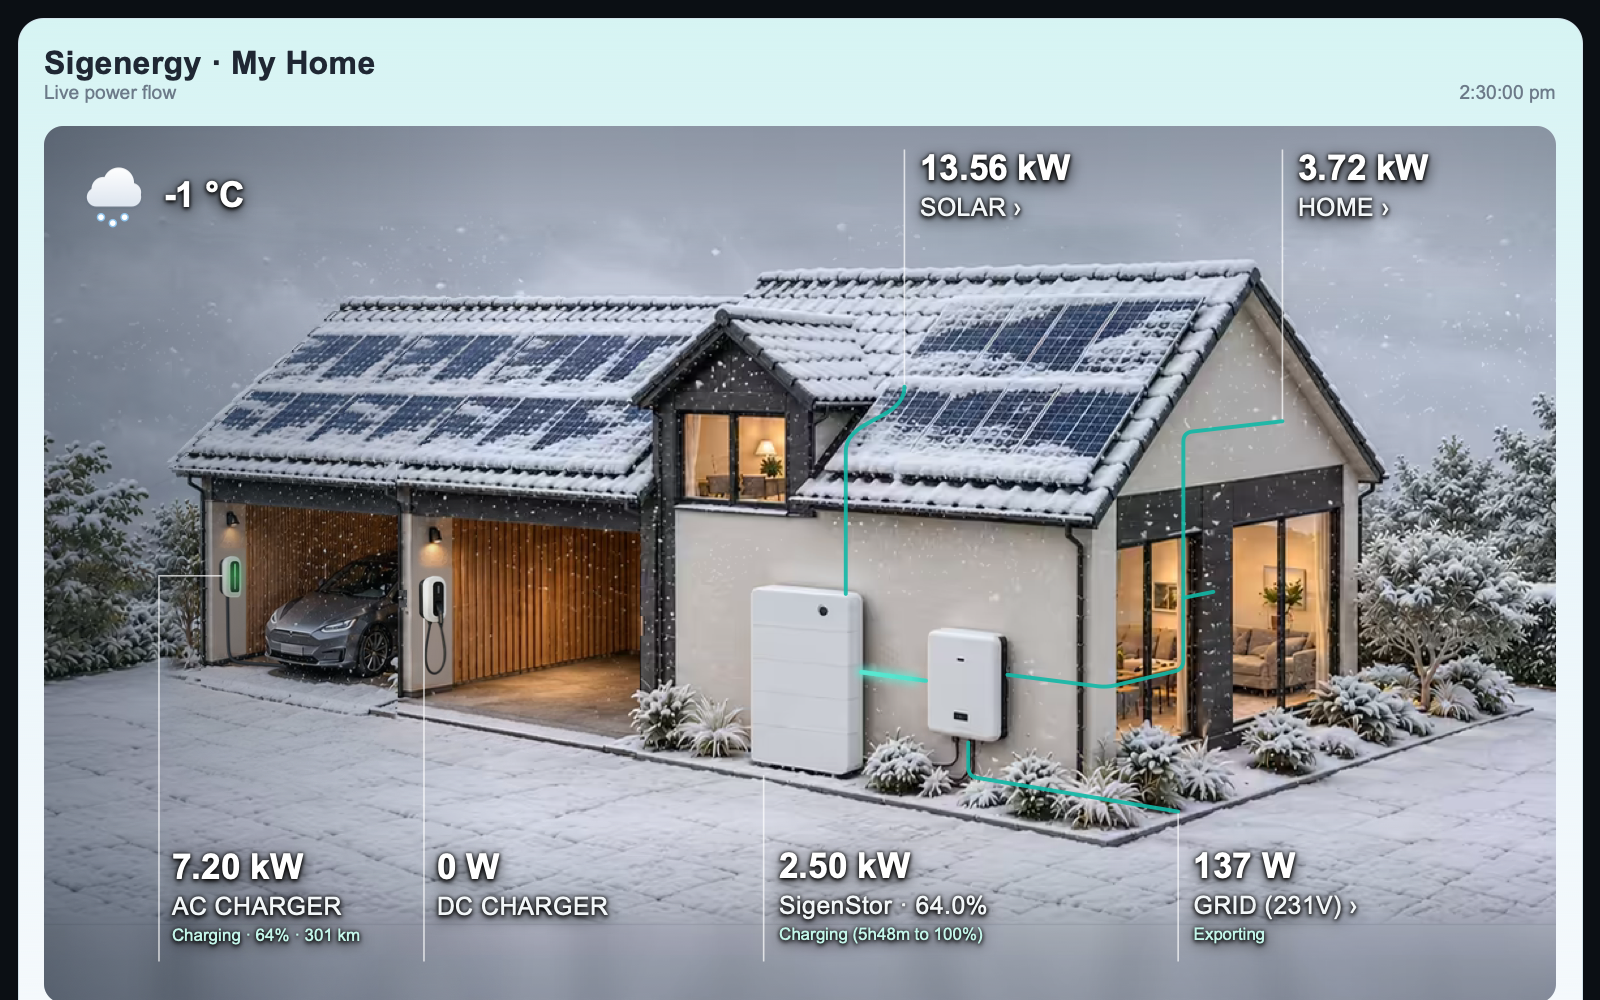 Sigenergy · My Home
Live power flow
2:30:00 pm
-1 °C
13.56 kW
SOLAR ›
3.72 kW
HOME ›
7.20 kW
AC CHARGER
Charging · 64% · 301 km
0 W
DC CHARGER
2.50 kW
SigenStor · 64.0%
Charging (5h48m to 100%)
137 W
GRID (231V) ›
Exporting